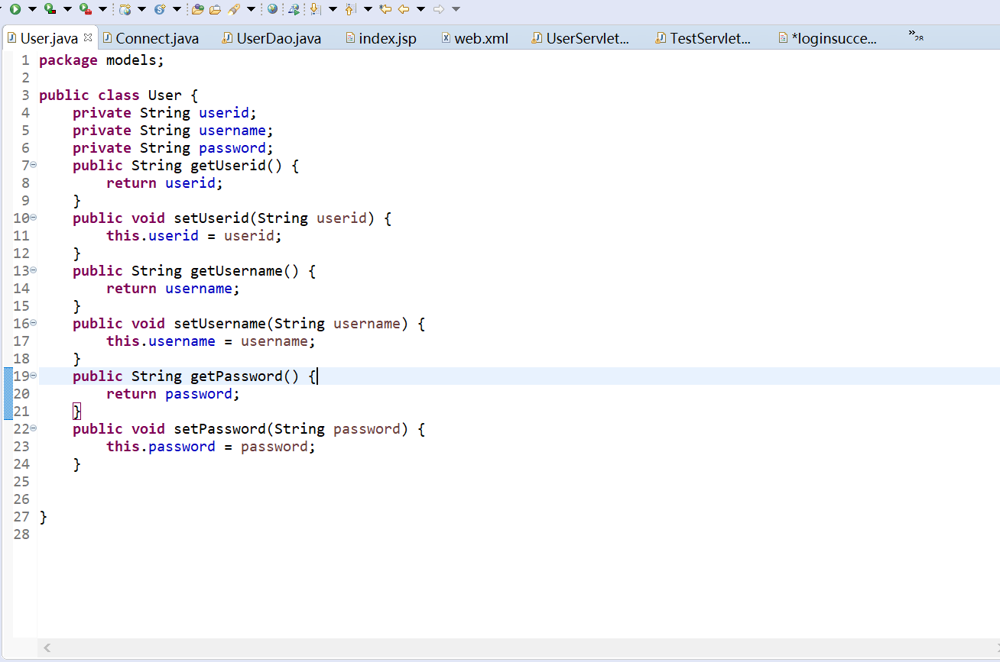 User.java Connect.java UserDao.java index.jsp web.xml UserServlet... TestServlet... *loginsucce... »28
1 package models;
2
3 public class User {
4     private String userid;
5     private String username;
6     private String password;
7     public String getUserid() {
8         return userid;
9     }
10     public void setUserid(String userid) {
11         this.userid = userid;
12     }
13     public String getUsername() {
14         return username;
15     }
16     public void setUsername(String username) {
17         this.username = username;
18     }
19     public String getPassword() {
20         return password;
21     }
22     public void setPassword(String password) {
23         this.password = password;
24     }
25
26
27 }
28